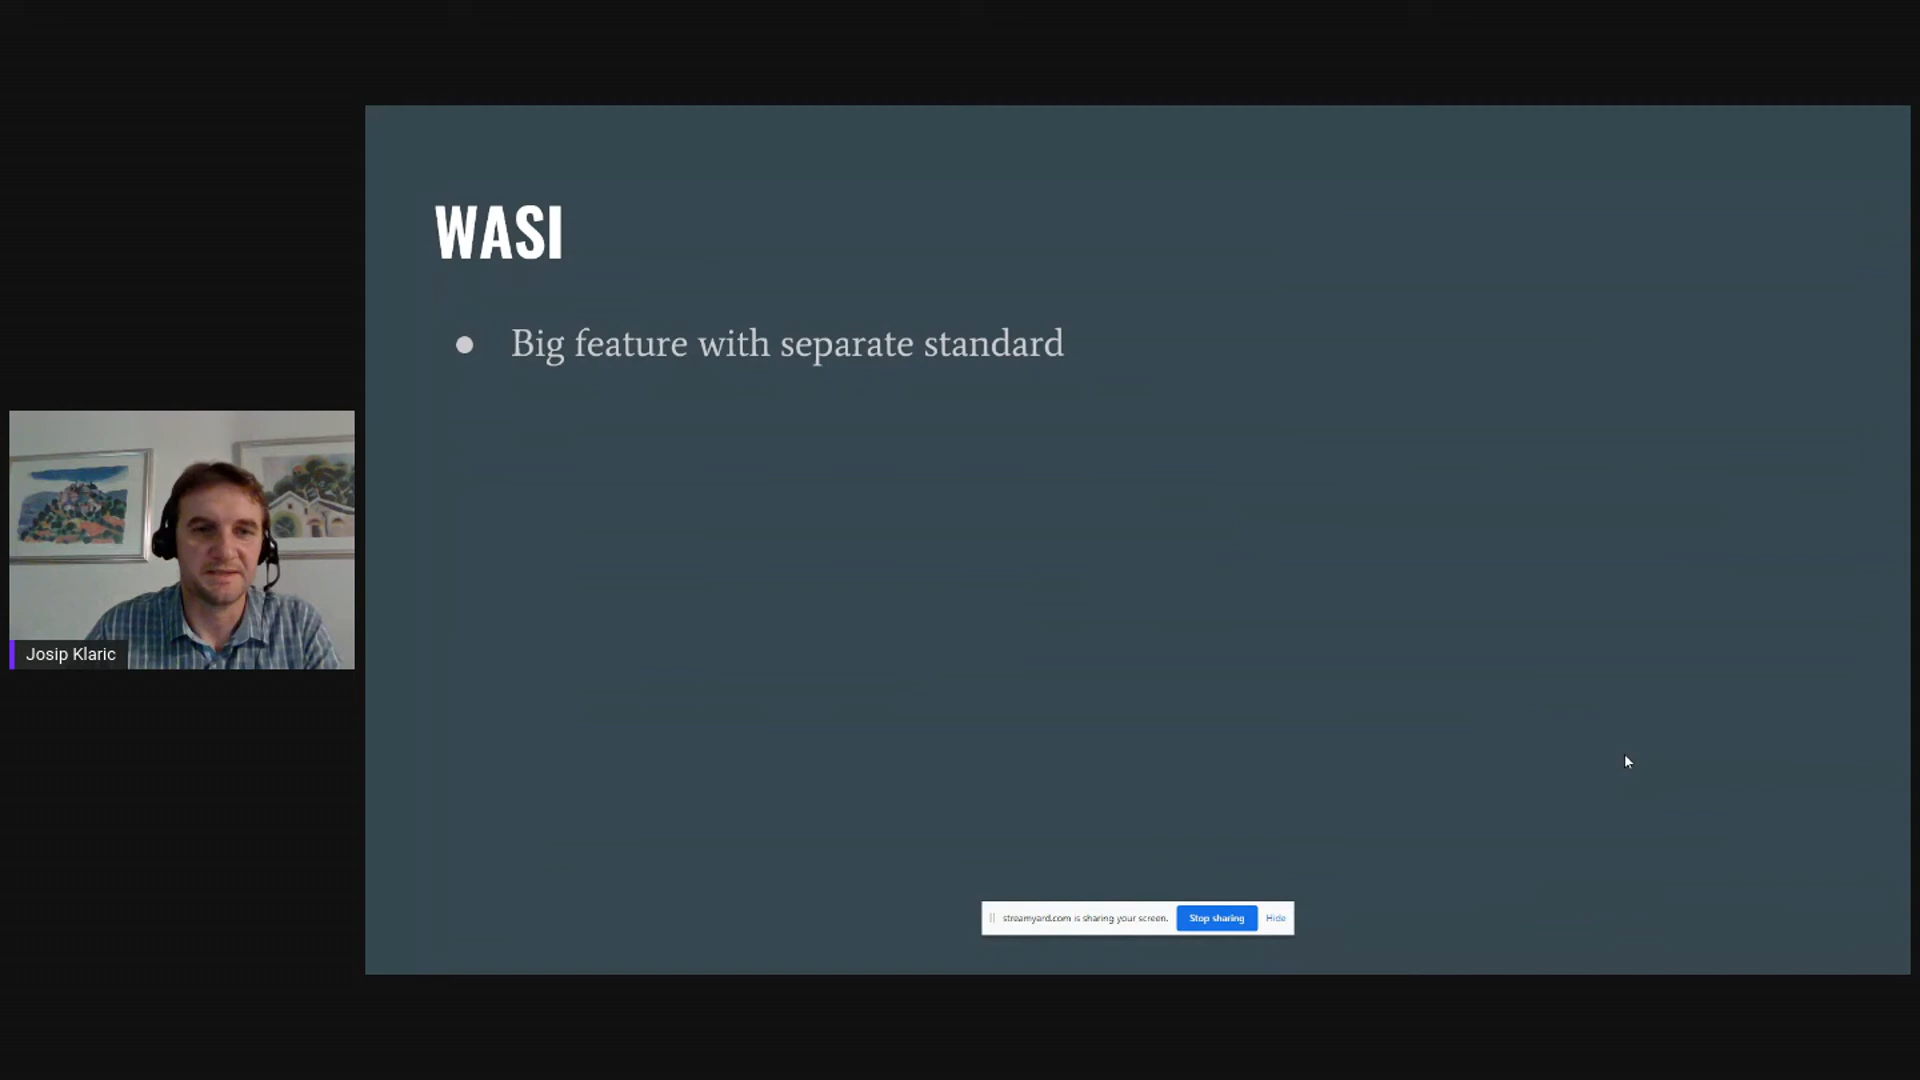 WASI
● Big feature with separate standard
Josip Klaric
streamyard.com is sharing your screen. Stop sharing Hide